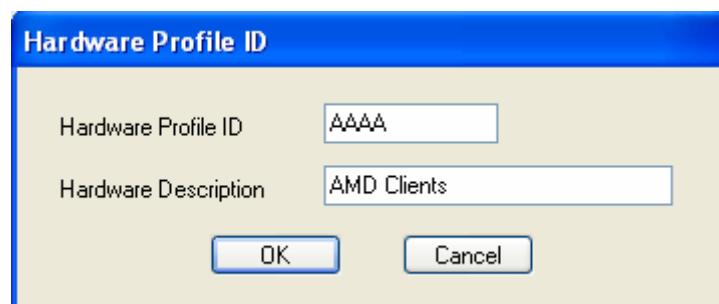 Hardware Profile ID
Hardware Profile ID AAAA
Hardware Description AMD Clients
OK Cancel